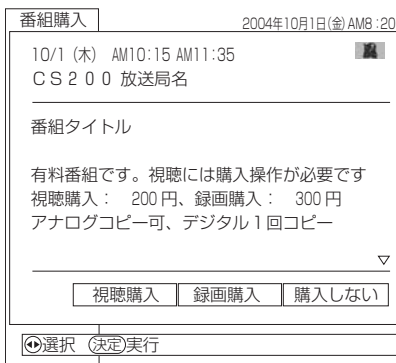 番組購入
2004年10月1日(金)AM8:20
10/1 (木) AM10:15 AM11:35
CS200 放送局名
番組タイトル
有料番組です。視聴には購入操作が必要です
視聴購入： 200円、録画購入： 300円
アナログコピー可、デジタル1回コピー
視聴購入 録画購入 購入しない
選択 決定実行